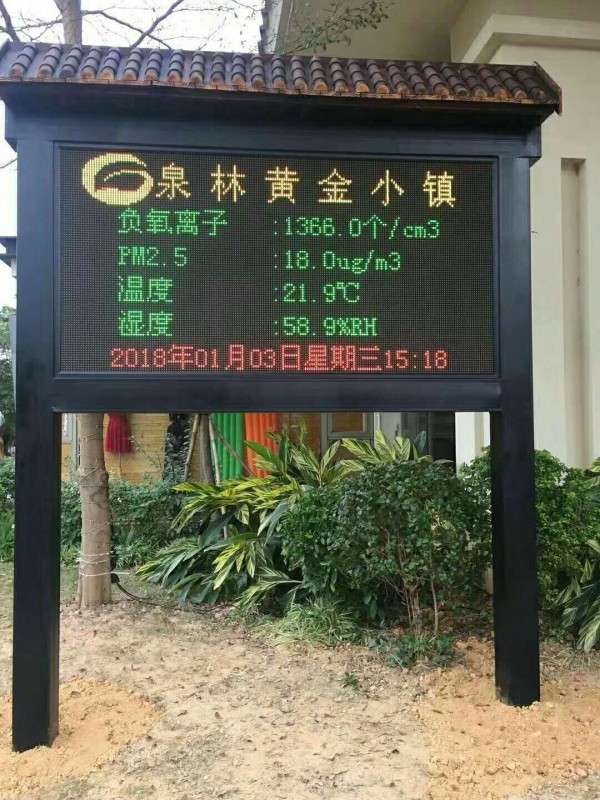 泉林黄金小镇
负氧离子 :1366.0个/cm3
PM2.5 :18.0ug/m3
温度 :21.9℃
湿度 :58.9%RH
2018年01月03日星期三15:18